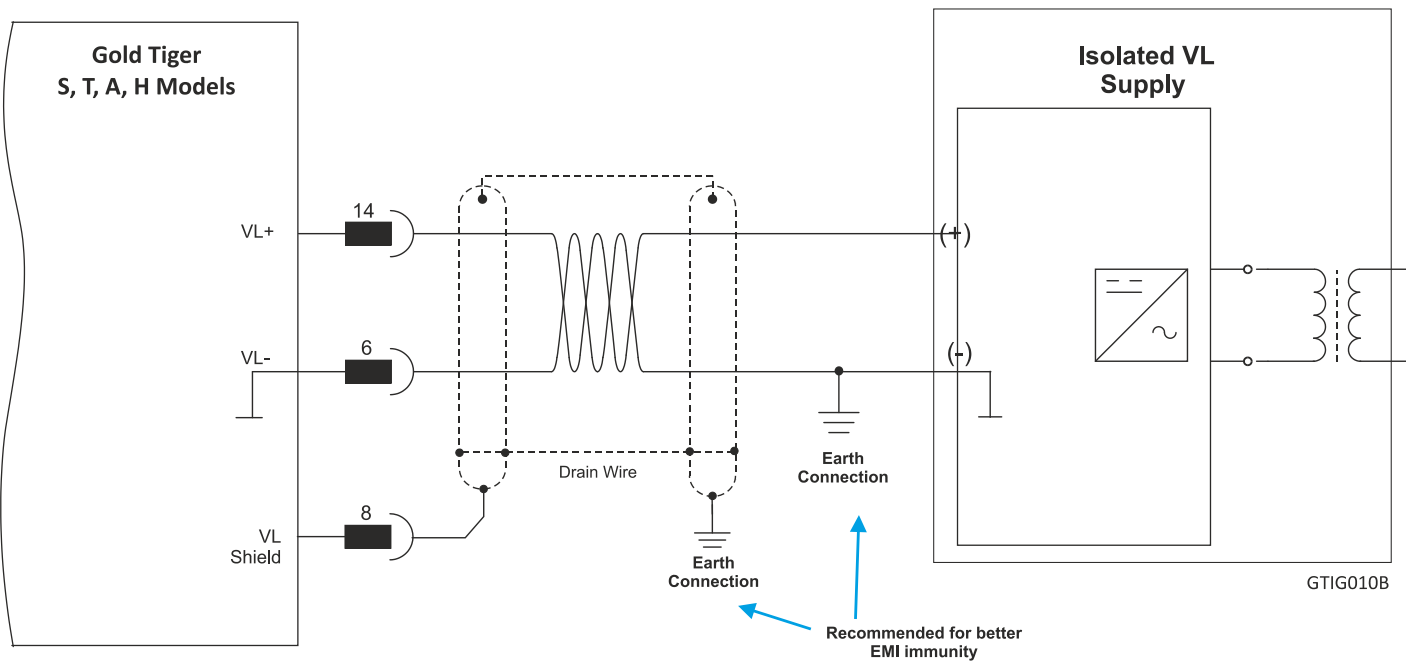 Gold Tiger
S, T, A, H Models
Isolated VL
Supply
14
VL+
(+)
6
VL-
(-)
Drain Wire
Earth
Connection
8
VL
Shield
Earth
Connection
GTIG010B
Recommended for better
EMI immunity